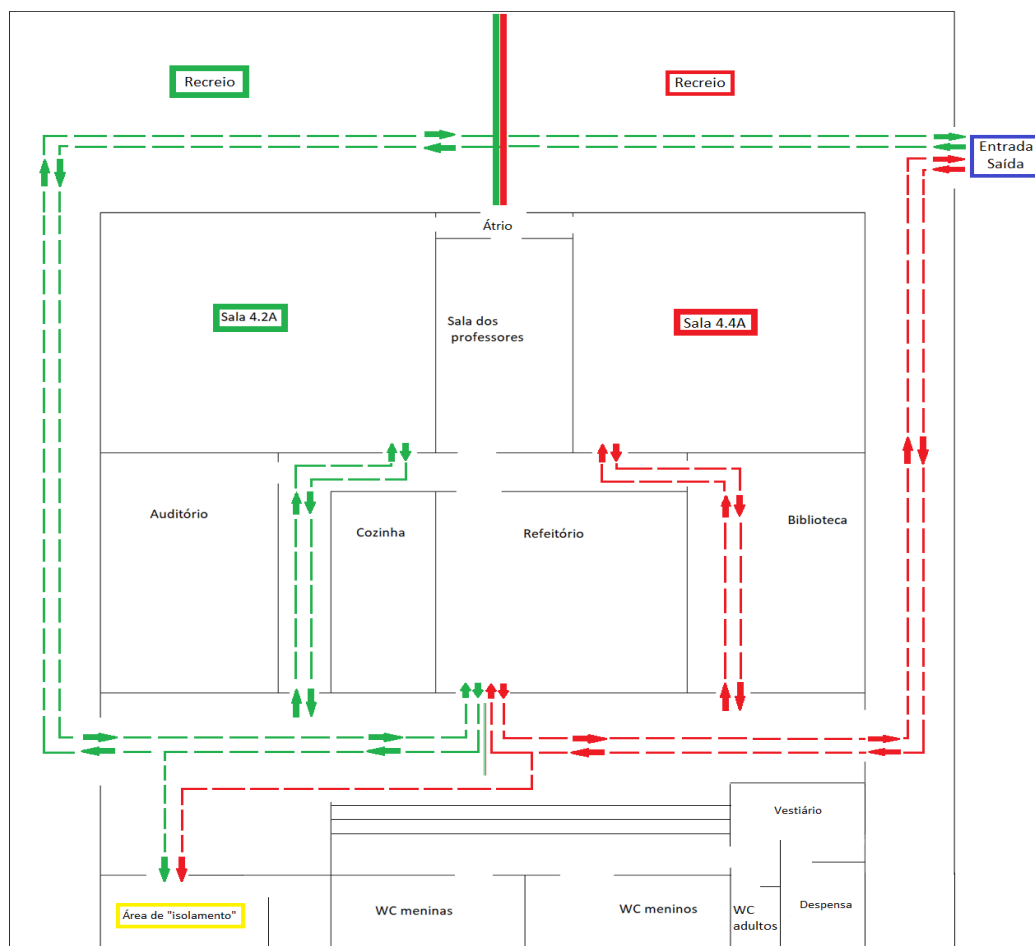 Recreio
Recreio
Entrada
Saída
Átrio
Sala 4.2A
Sala dos
professores
Sala 4.4A
Auditório
Cozinha
Refeitório
Biblioteca
Vestiário
Área de "isolamento"
WC meninas
WC meninos
WC
adultos
Despensa